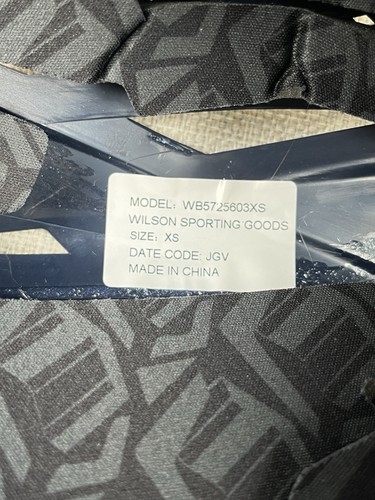 MODEL: WB5725603XS
WILSON SPORTING GOODS
SIZE: XS
DATE CODE: JGV
MADE IN CHINA